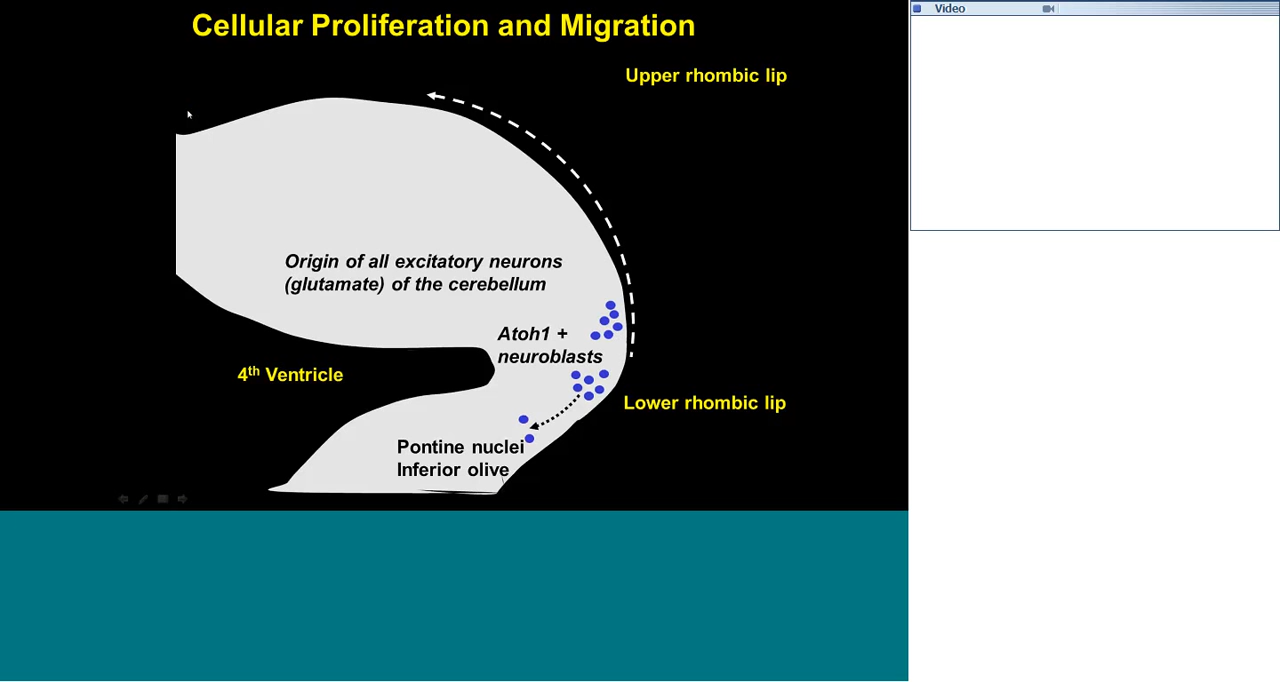 Cellular Proliferation and Migration
Video
Upper rhombic lip
Origin of all excitatory neurons
(glutamate) of the cerebellum
Atoh1 +
neuroblasts
4th Ventricle
Lower rhombic lip
Pontine nuclei
Inferior olive